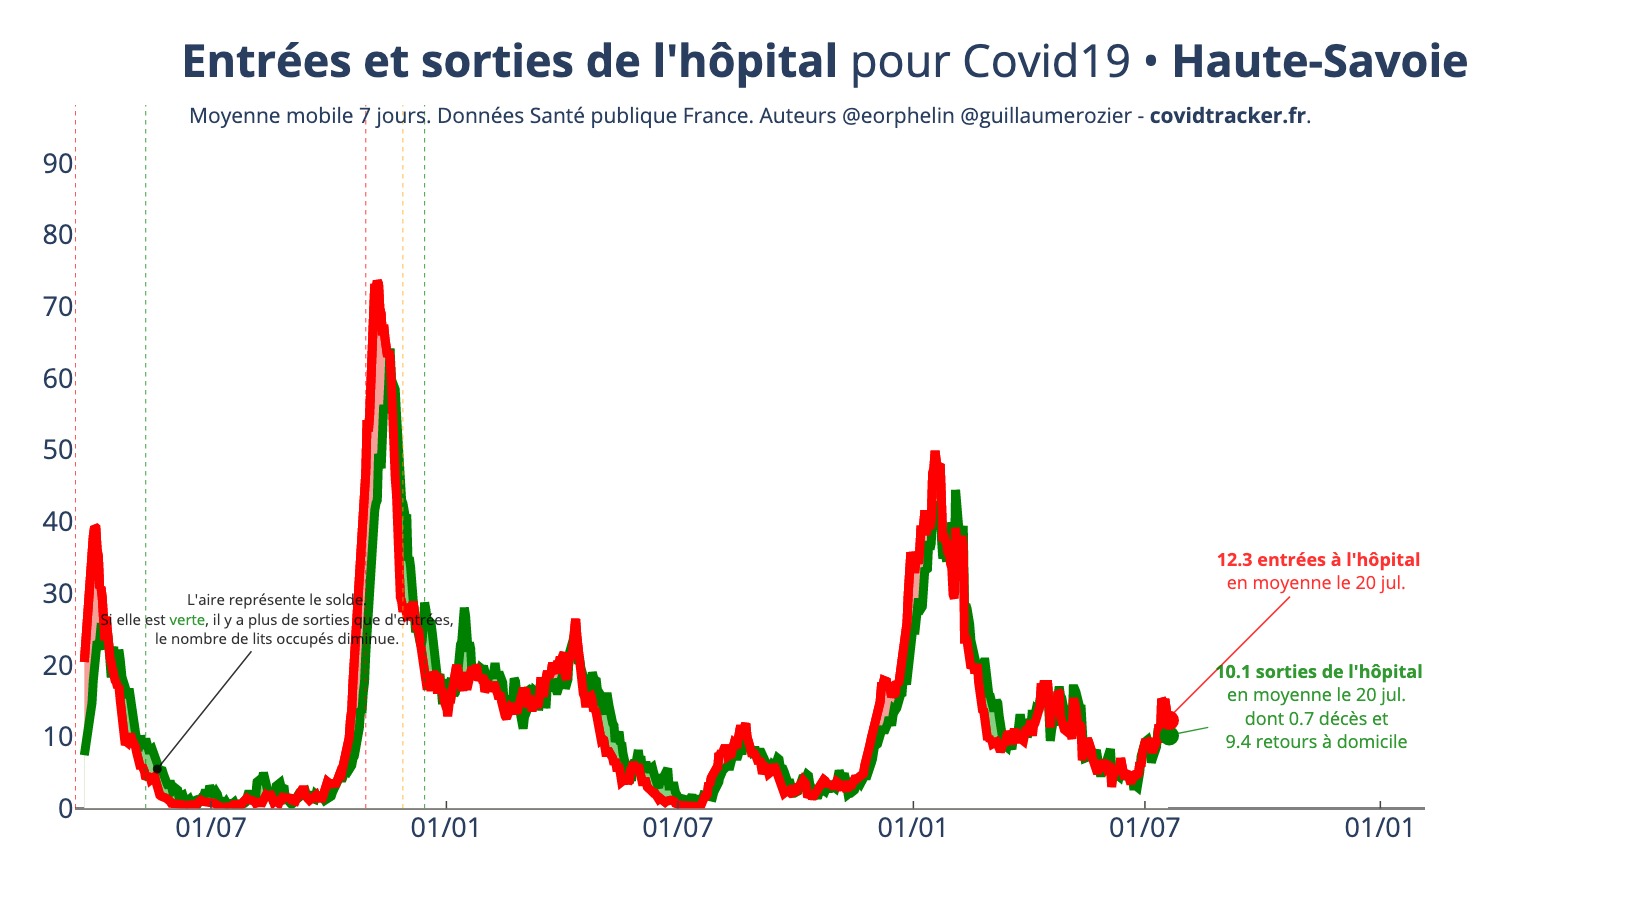 Entrées et sorties de l'hôpital pour Covid19 • Haute-Savoie
Moyenne mobile 7 jours. Données Santé publique France. Auteurs @eorphelin @guillaumerozier - covidtracker.fr.
90
80
70
60
50
40
30
20
10
0
L'aire représente le solde.
Si elle est verte, il y a plus de sorties que d'entrées,
le nombre de lits occupés diminue.
12.3 entrées à l'hôpital
en moyenne le 20 jul.
10.1 sorties de l'hôpital
en moyenne le 20 jul.
dont 0.7 décès et
9.4 retours à domicile
01/07
01/01
01/07
01/01
01/07
01/01